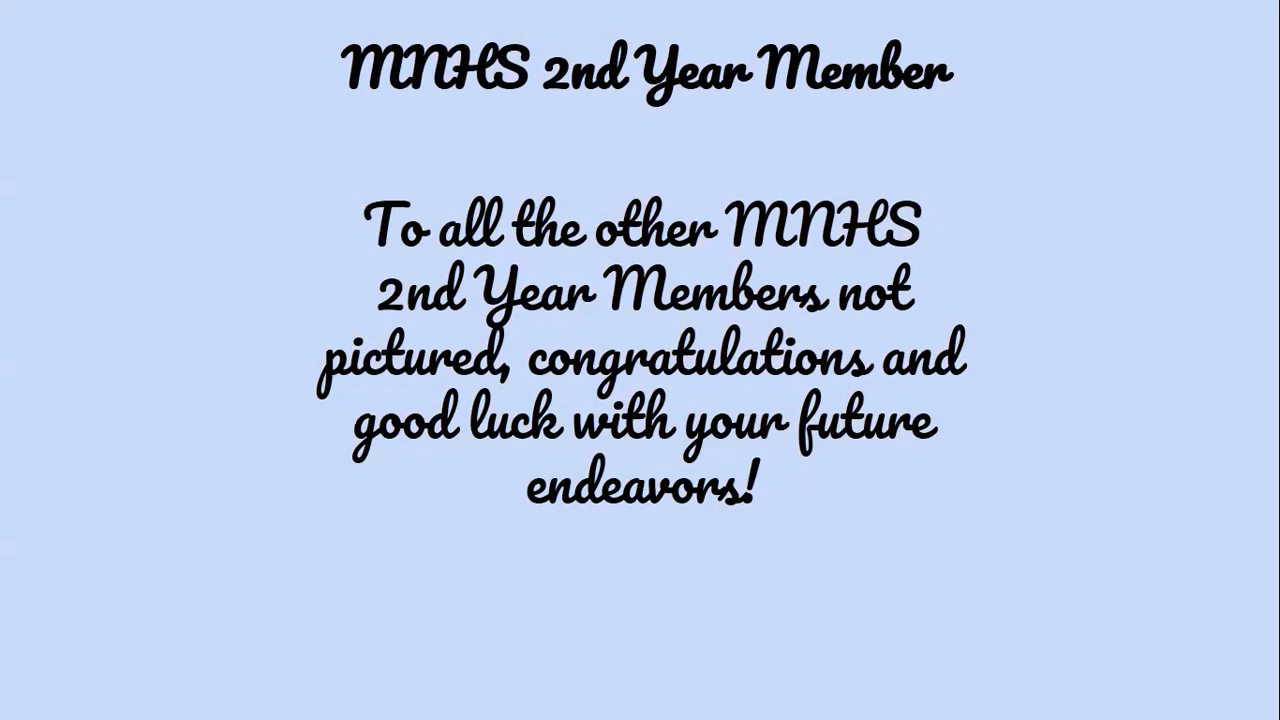 MNHS 2nd Year Member
To all the other MNHS
2nd Year Members not
pictured, congratulations and
good luck with your future
endeavors!